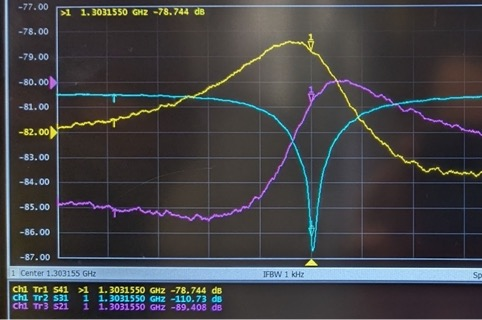 -77.00
>1 1.3031550 GHz -78.744 dB
-78.00
-79.00
1
-80.00
1
-81.00
-82.00
-83.00
-84.00
-85.00
-86.00
-87.00
1 Center 1.303155 GHz IFBW 1 kHz Sp
Ch1 Tr1 S41 >1 1.3031550 GHz -78.744 dB
Ch1 Tr2 S31 1 1.3031550 GHz -110.73 dB
Ch1 Tr3 S21 1 1.3031550 GHz -89.408 dB